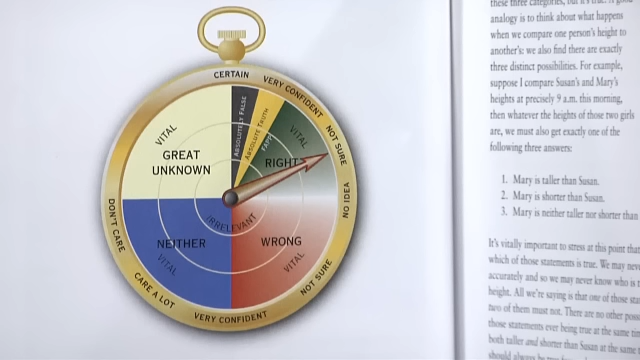 CERTAIN
VERY CONFIDENT
NOT SURE
NO IDEA
NOT SURE
VERY CONFIDENT
CARE A LOT
DON'T CARE
ABSOLUTELY FALSE
ABSOLUTE TRUTH
VITAL
RIGHT
VITAL
GREAT
UNKNOWN
IRRELEVANT
NEITHER
VITAL
WRONG
VITAL
these three categories, but it's true. A good
analogy is to think about what happens
when we compare one person's height to
another's: we also find there are exactly
three distinct possibilities. For example,
suppose I compare Susan's and Mary's
heights at precisely 9 a.m. this morning,
then whatever the heights of those two girls
are, we must also get exactly one of the
following three answers:
1. Mary is taller than Susan.
2. Mary is shorter than Susan.
3. Mary is neither taller nor shorter than
It's vitally important to stress at this point that
which of those statements is true. We may never
accurately and so we may never know who is
height. All we're saying is that one of those
two of them must not. There are no other
those statements ever being true at the same
both taller and shorter than Susan at the same
should always be